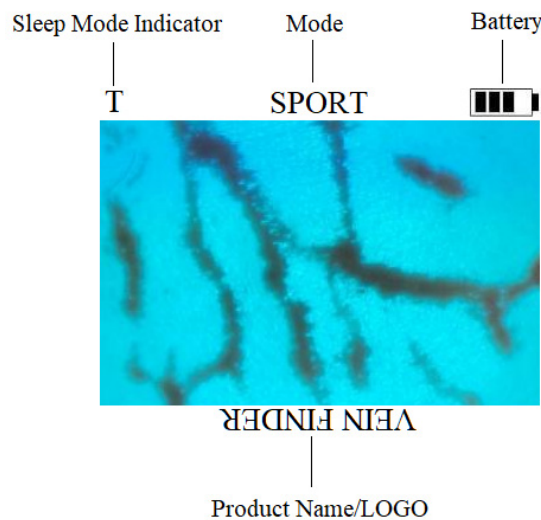 Sleep Mode Indicator Mode Battery
T SPORT
VEIN FINDER
Product Name/LOGO